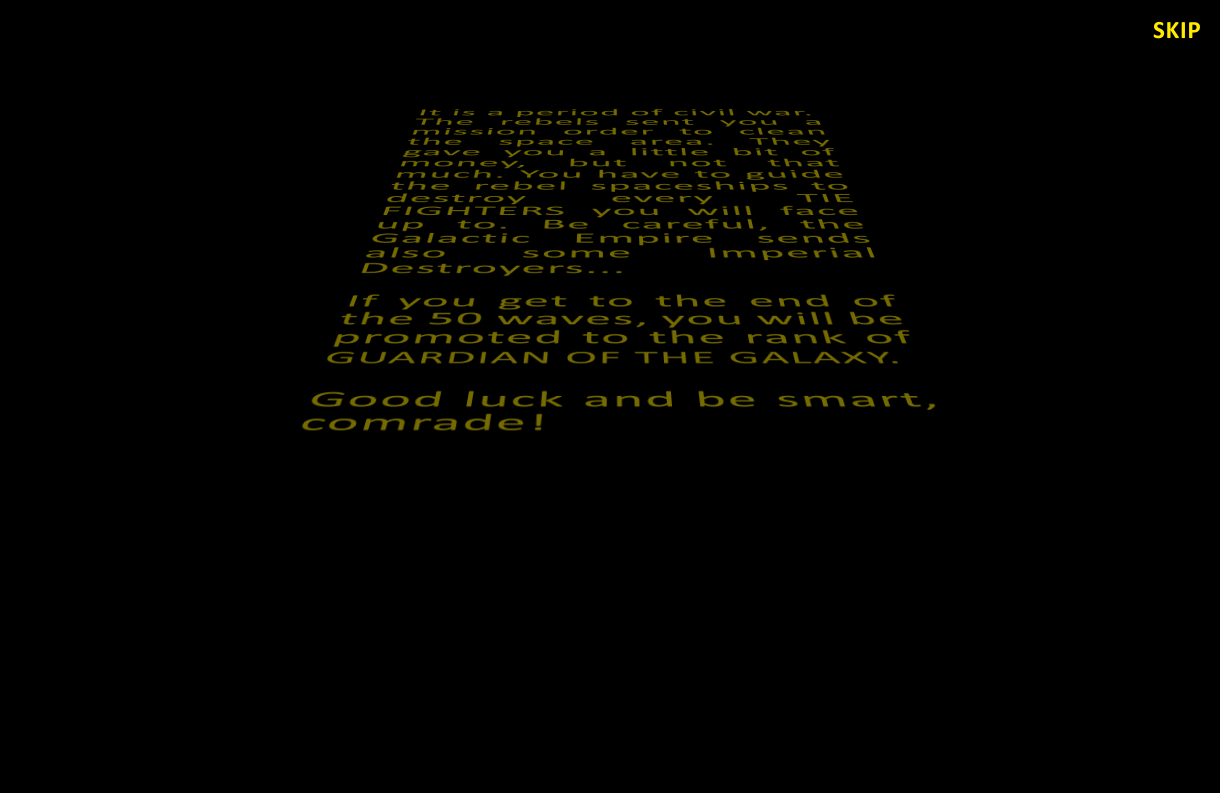 SKIP
It is a period of civil war.
The rebels sent you a
mission order to clean
the space area. They
gave you a little bit of
money, but not that
much. You have to guide
the rebel spaceships to
destroy every TIE
FIGHTERS you will face
up to. Be careful, the
Galactic Empire sends
also some Imperial
Destroyers...
If you get to the end of
the 50 waves, you will be
promoted to the rank of
GUARDIAN OF THE GALAXY.
Good luck and be smart,
comrade!